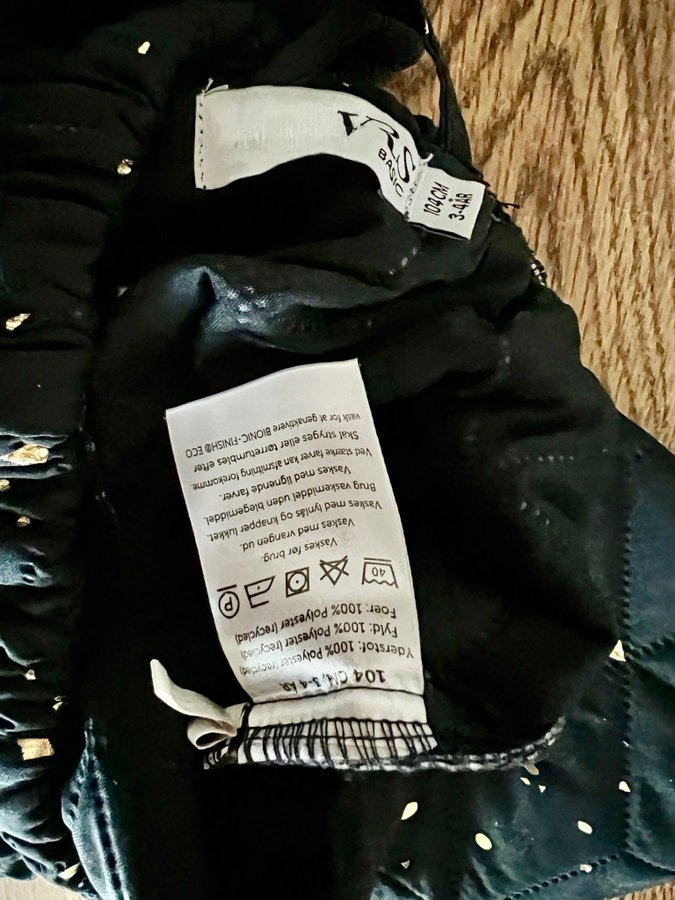 VRS
BASIC
104CM
3-4ÅR
104 CM/3-4 ÅR
Yderstof: 100% Polyester (recycled)
Fyld: 100% Polyester (recycled)
Foer: 100% Polyester (recycled)
40
P
Vaskes før brug.
Vaskes med vrangen ud.
Vaskes med lynlås og knapper lukket.
Brug vaskemiddel uden blegemiddel.
Vaskes med lignende farver.
Ved stærke farver kan afsmitning forekomme.
Skal stryges eller tørretumbles efter
vask for at genaktivere BIONIC-FINISH® ECO